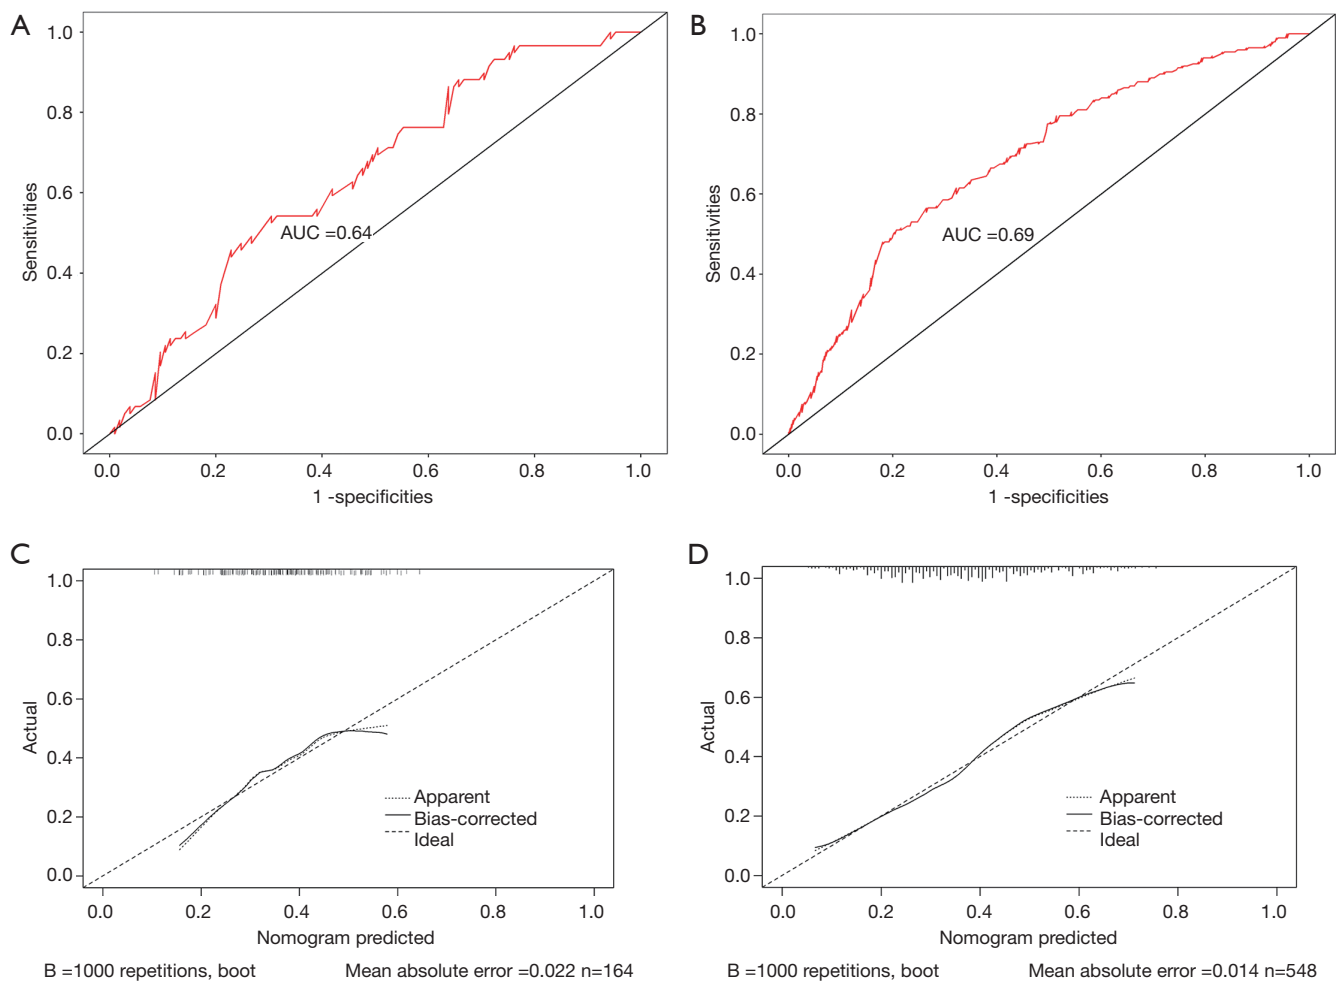 A
1.0
0.8
0.6
0.4
0.2
0.0
Sensitivities
AUC =0.64
0.0 0.2 0.4 0.6 0.8 1.0
1 -specificities
B
1.0
0.8
0.6
0.4
0.2
0.0
Sensitivities
AUC =0.69
0.0 0.2 0.4 0.6 0.8 1.0
1 -specificities
C
1.0
0.8
0.6
0.4
0.2
0.0
Actual
Apparent
Bias-corrected
Ideal
0.0 0.2 0.4 0.6 0.8 1.0
Nomogram predicted
B =1000 repetitions, boot Mean absolute error =0.022 n=164
D
1.0
0.8
0.6
0.4
0.2
0.0
Actual
Apparent
Bias-corrected
Ideal
0.0 0.2 0.4 0.6 0.8 1.0
Nomogram predicted
B =1000 repetitions, boot Mean absolute error =0.014 n=548